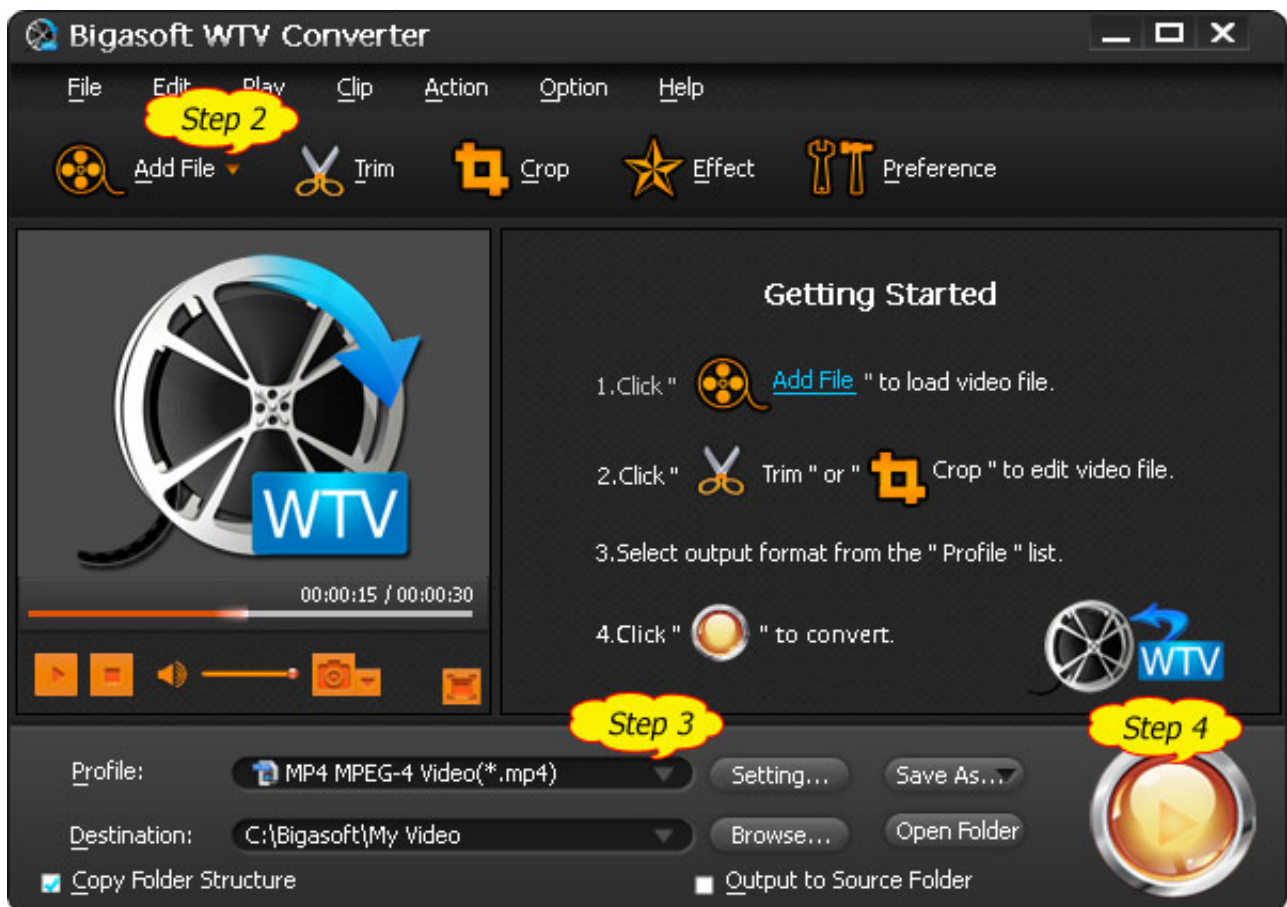 Bigasoft WTV Converter
File Edit Play Clip Action Option Help
Step 2
Add File Trim Crop Effect Preference
WTV
00:00:15 / 00:00:30
Getting Started
1.Click " Add File " to load video file.
2.Click " Trim " or " Crop " to edit video file.
3.Select output format from the " Profile " list.
4.Click " " to convert.
WTV
Step 3
Step 4
Profile: MP4 MPEG-4 Video(*.mp4) Setting... Save As...
Destination: C:\Bigasoft\My Video Browse... Open Folder
Copy Folder Structure Output to Source Folder